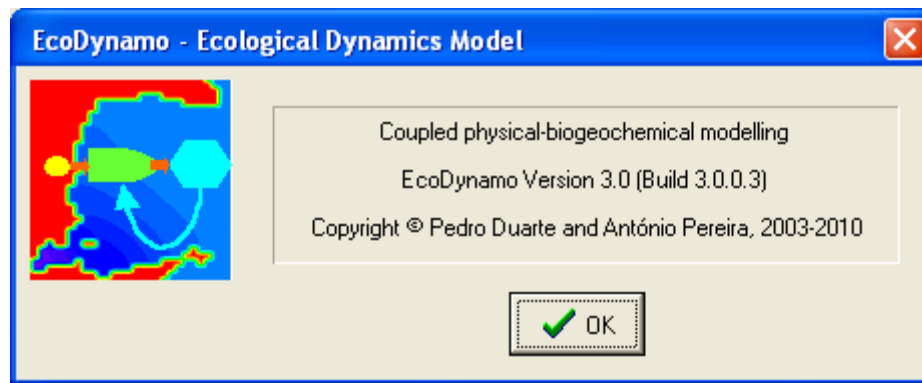 EcoDynamo - Ecological Dynamics Model
Coupled physical-biogeochemical modelling
EcoDynamo Version 3.0 (Build 3.0.0.3)
Copyright © Pedro Duarte and António Pereira, 2003-2010
OK